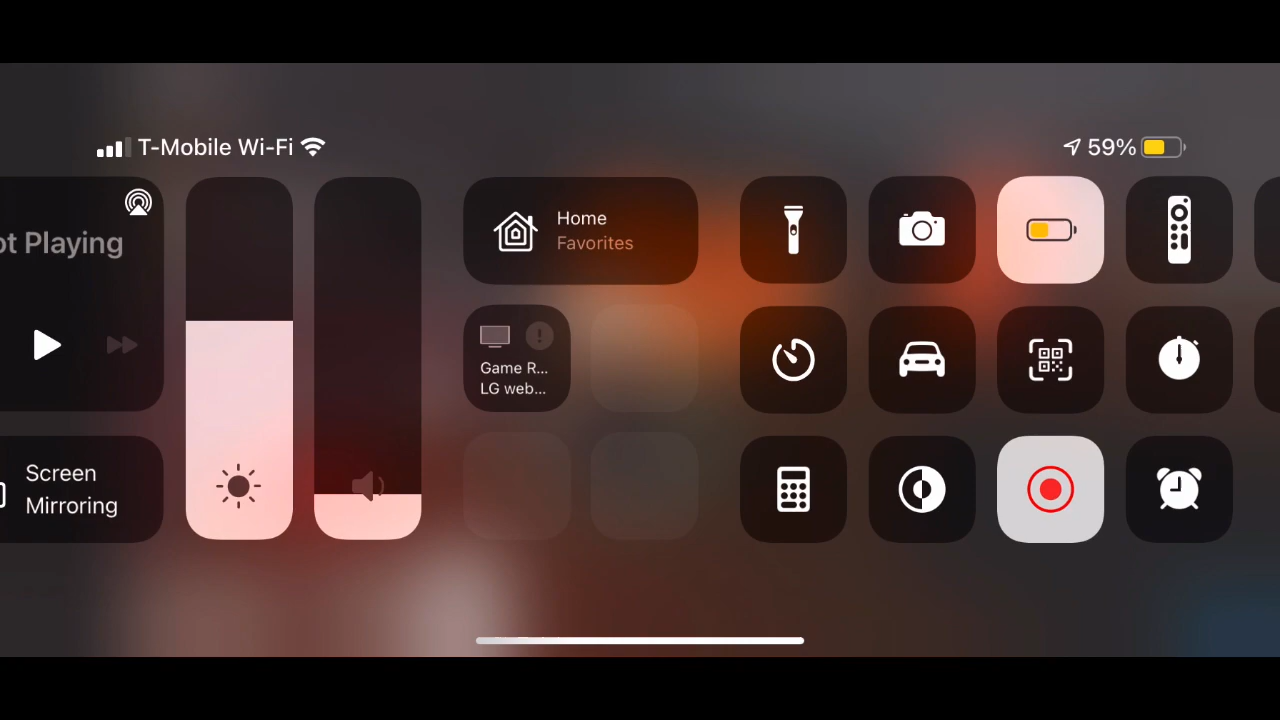 T-Mobile Wi-Fi
59%
ot Playing
Home
Favorites
Game R...
LG web...
Screen
Mirroring